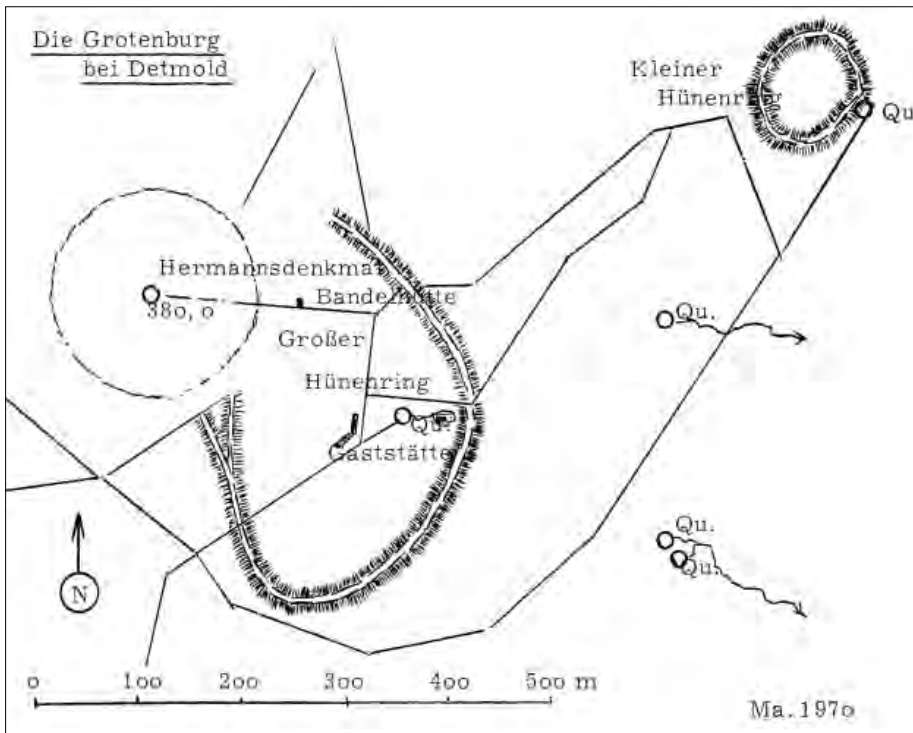 Die Grotenburg
bei Detmold
Kleiner
Hünenring
Qu.
Hermannsdenkmal
Bandelhütte
380,0
Qu.
Großer
Hünenring
Qu.
Gaststätte
Qu.
Qu.
N
0 100 200 300 400 500 m
Ma. 1970